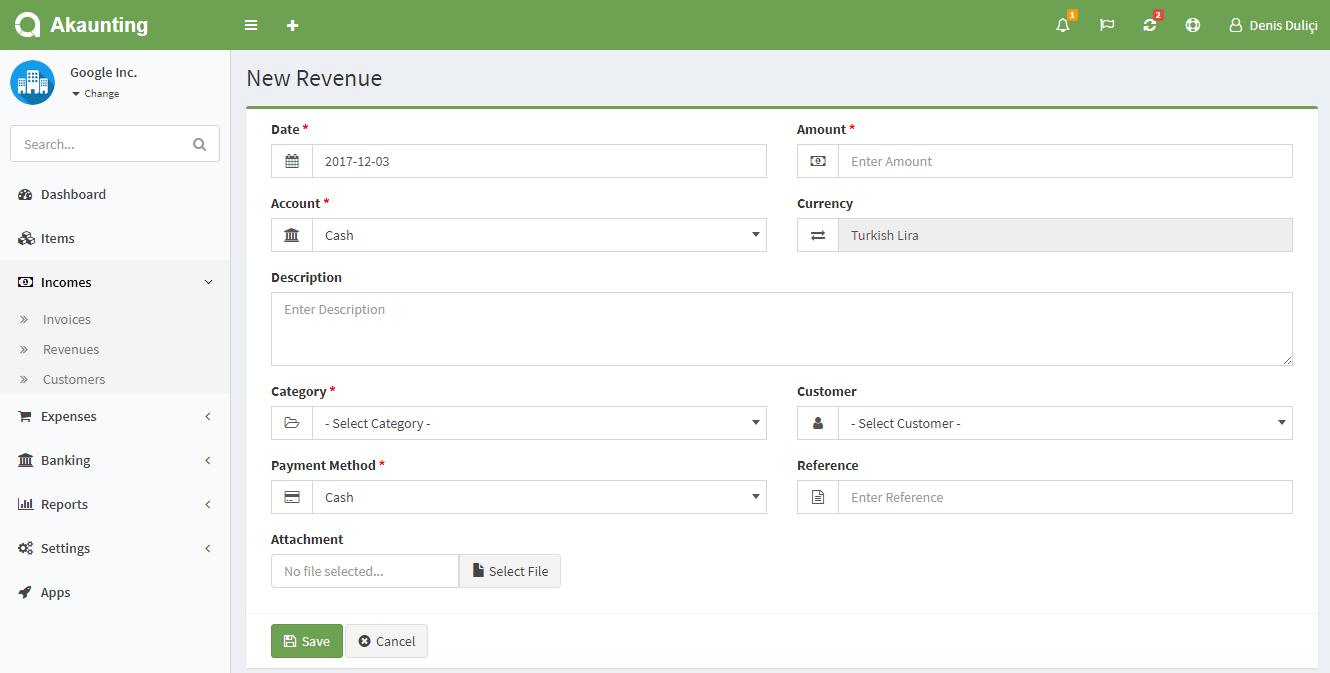 Akaunting
1
2
Denis Duliçi
Google Inc.
Change
Search...
Dashboard
Items
Incomes
Invoices
Revenues
Customers
Expenses
Banking
Reports
Settings
Apps
New Revenue
Date *
Amount *
2017-12-03
Enter Amount
Account *
Currency
Cash
Turkish Lira
Description
Enter Description
Category *
Customer
- Select Category -
- Select Customer -
Payment Method *
Reference
Cash
Enter Reference
Attachment
No file selected...
Select File
Save
Cancel